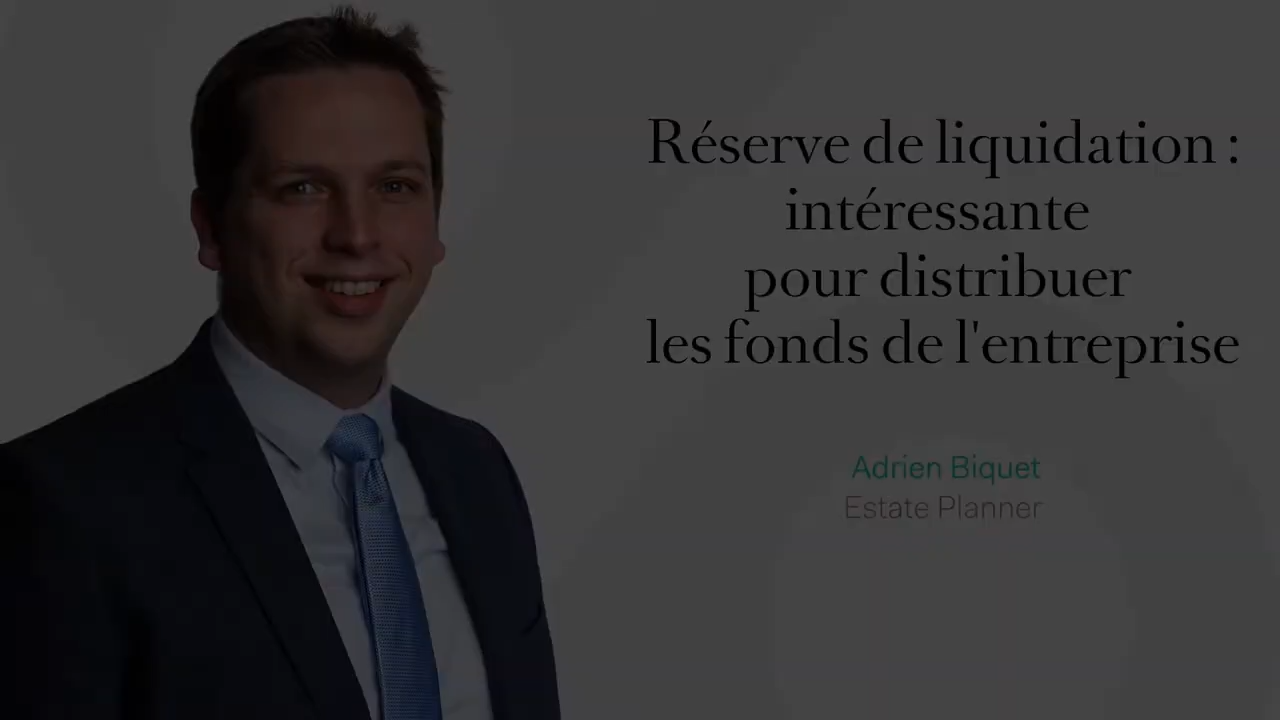 Réserve de liquidation :
intéressante
pour distribuer
les fonds de l'entreprise
Adrien Biquet
Estate Planner